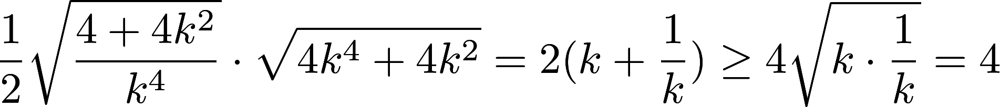 \frac{1}{2}\sqrt{\frac{4+4k^2}{k^4}} \cdot \sqrt{4k^4+4k^2} = 2(k+\frac{1}{k}) \geq 4\sqrt{k \cdot \frac{1}{k}} = 4